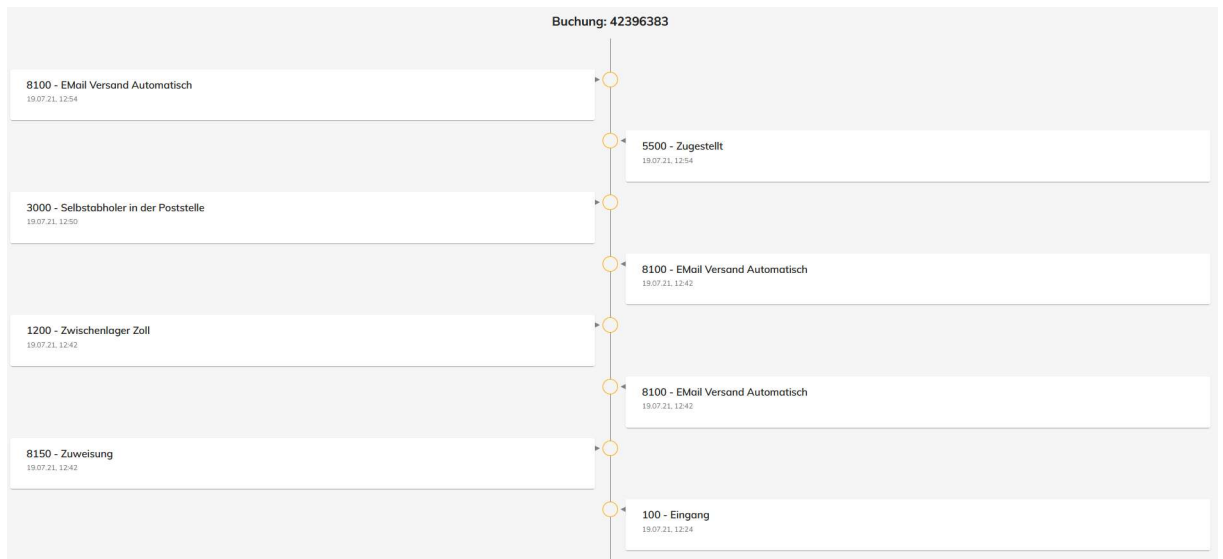 Buchung: 42396383
8100 - EMail Versand Automatisch
19.07.21, 12:54
5500 - Zugestellt
19.07.21, 12:54
3000 - Selbstabholer in der Poststelle
19.07.21, 12:50
8100 - EMail Versand Automatisch
19.07.21, 12:42
1200 - Zwischenlager Zoll
19.07.21, 12:42
8100 - EMail Versand Automatisch
19.07.21, 12:42
8150 - Zuweisung
19.07.21, 12:42
100 - Eingang
19.07.21, 12:24